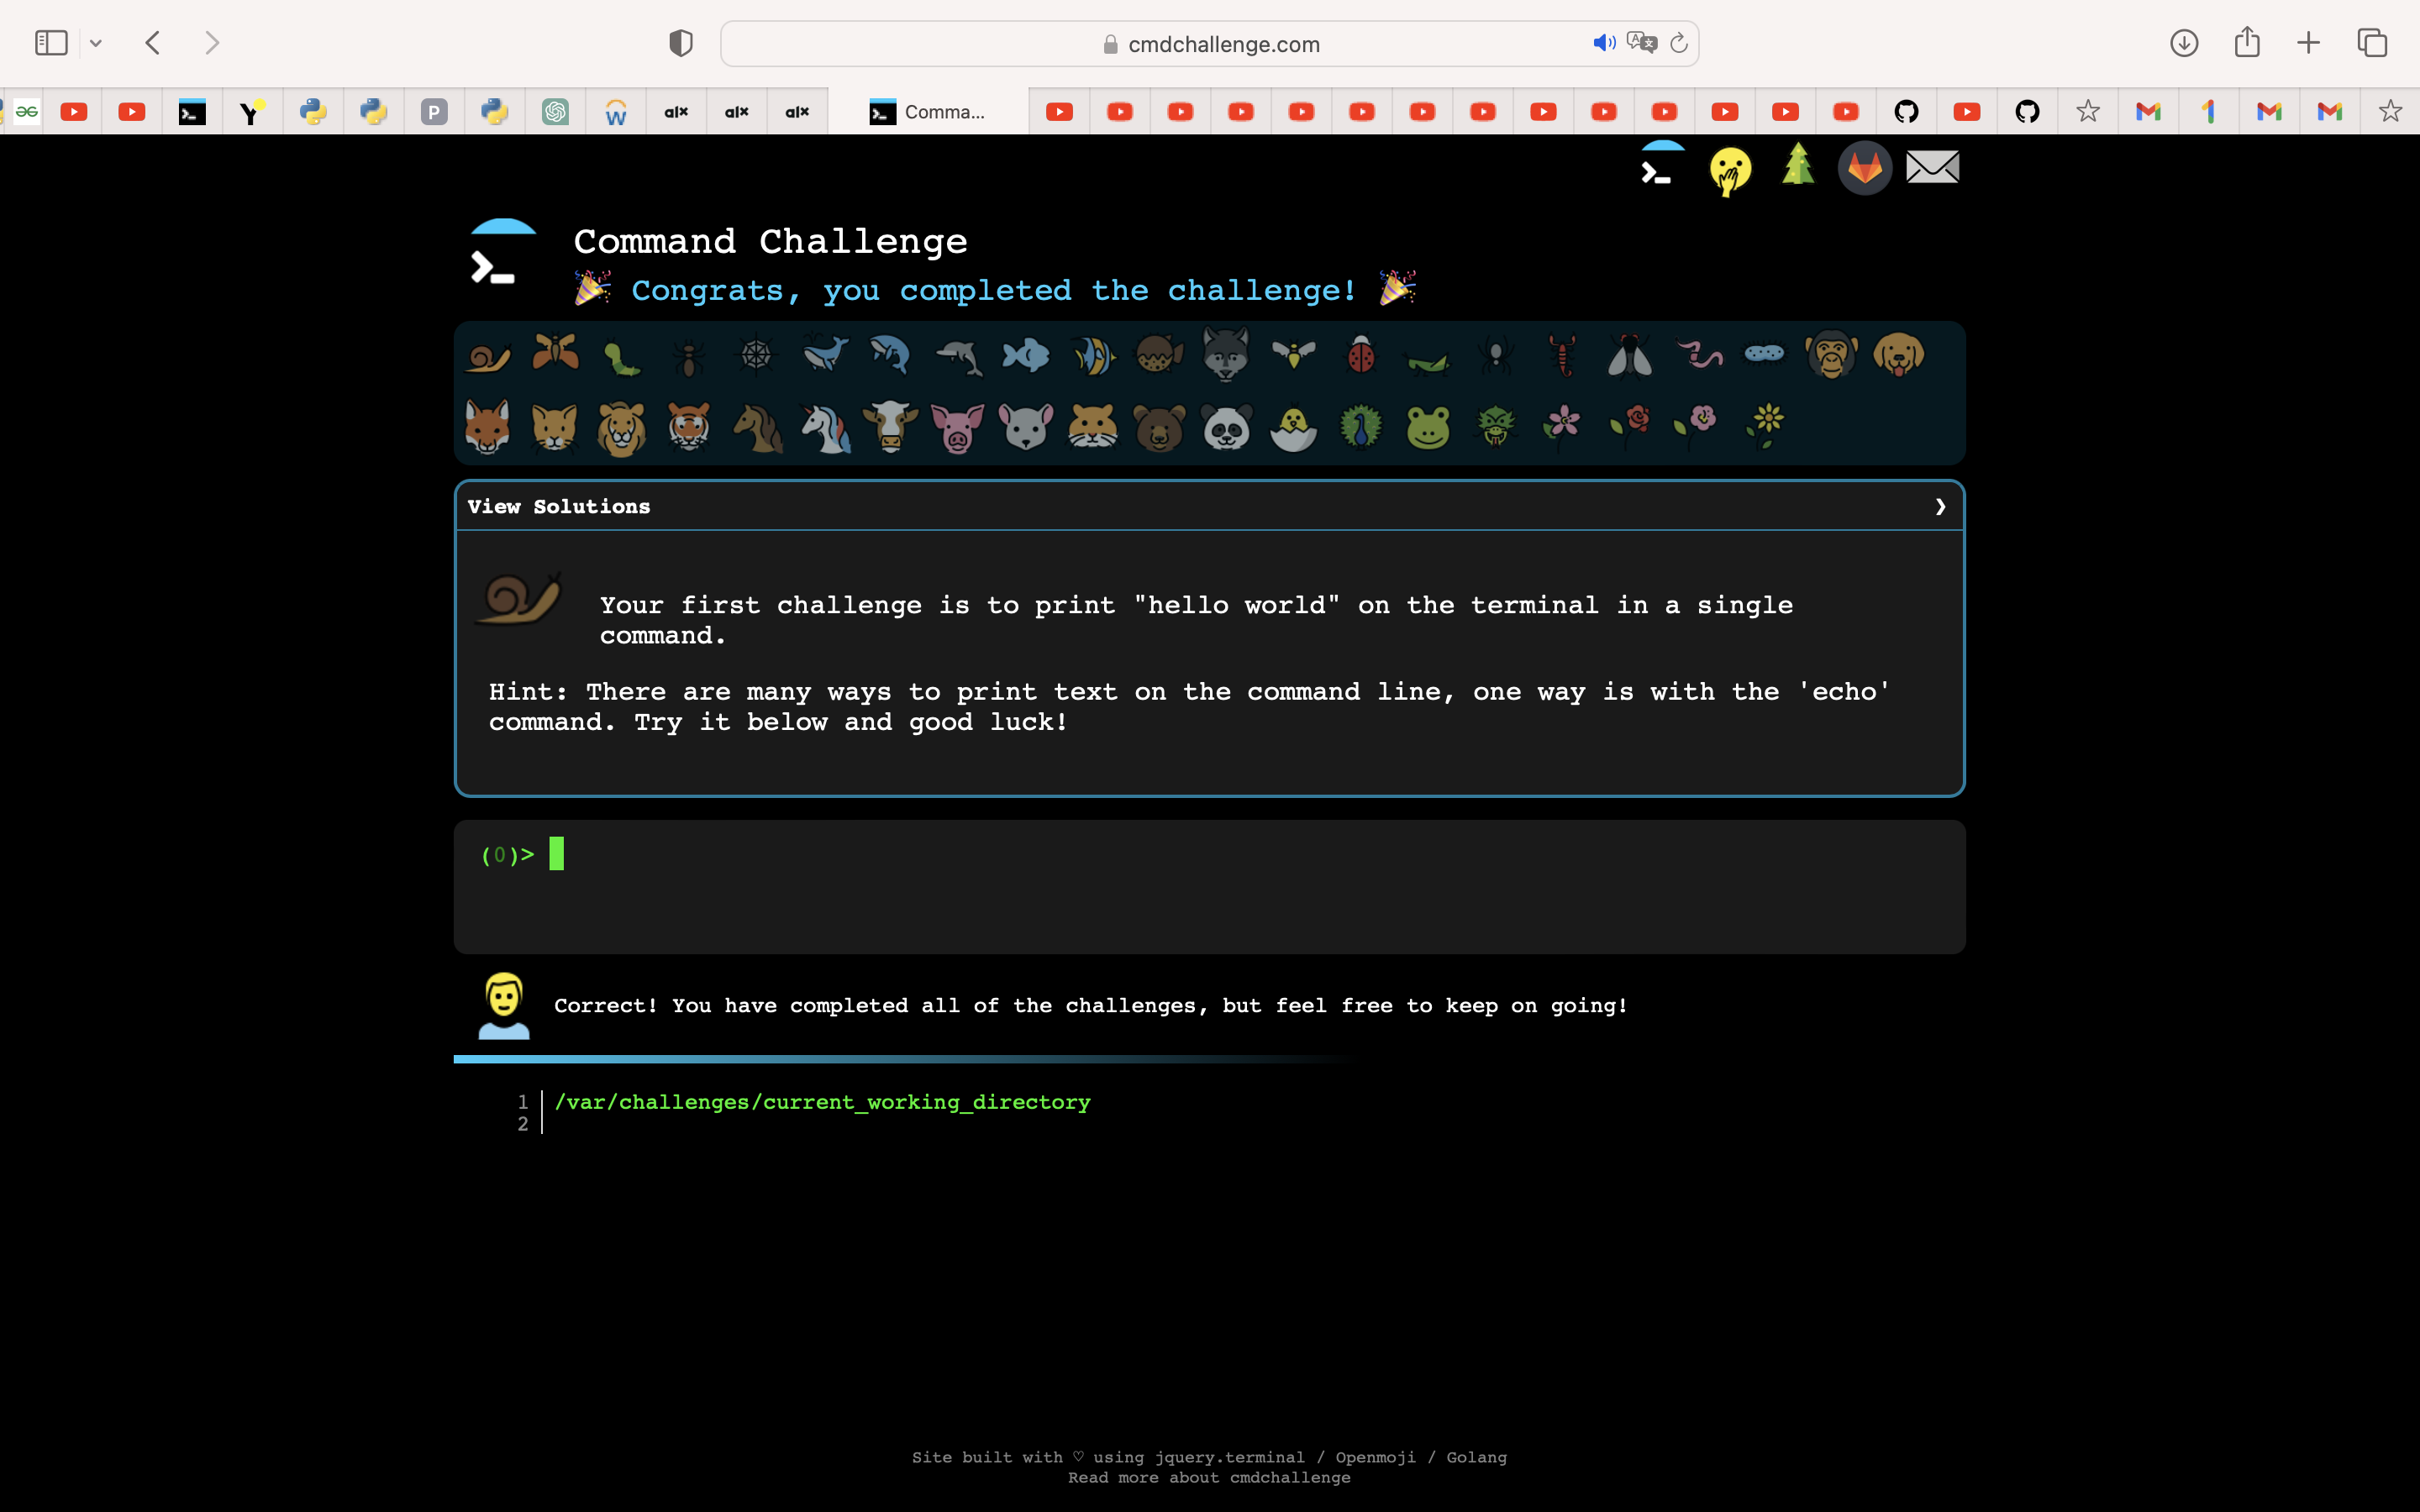 cmdchallenge.com
P
W
alx
alx
alx
Comma...
Command Challenge
Congrats, you completed the challenge!
View Solutions
Your first challenge is to print "hello world" on the terminal in a single
command.
Hint: There are many ways to print text on the command line, one way is with the 'echo'
command. Try it below and good luck!
(0)>
Correct! You have completed all of the challenges, but feel free to keep on going!
1 /var/challenges/current_working_directory
2
Site built with ♡ using jquery.terminal / Openmoji / Golang
Read more about cmdchallenge